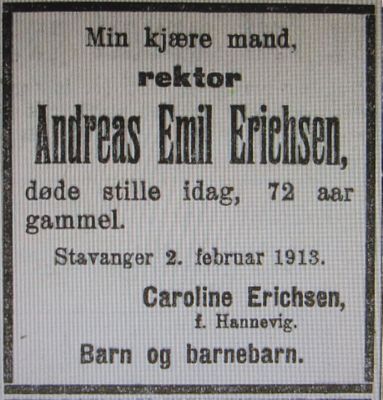 Min kjære mand,
rektor
Andreas Emil Erichsen,
døde stille idag, 72 aar
gammel.
Stavanger 2. februar 1913.
Caroline Erichsen,
f. Hannevig.
Barn og barnebarn.